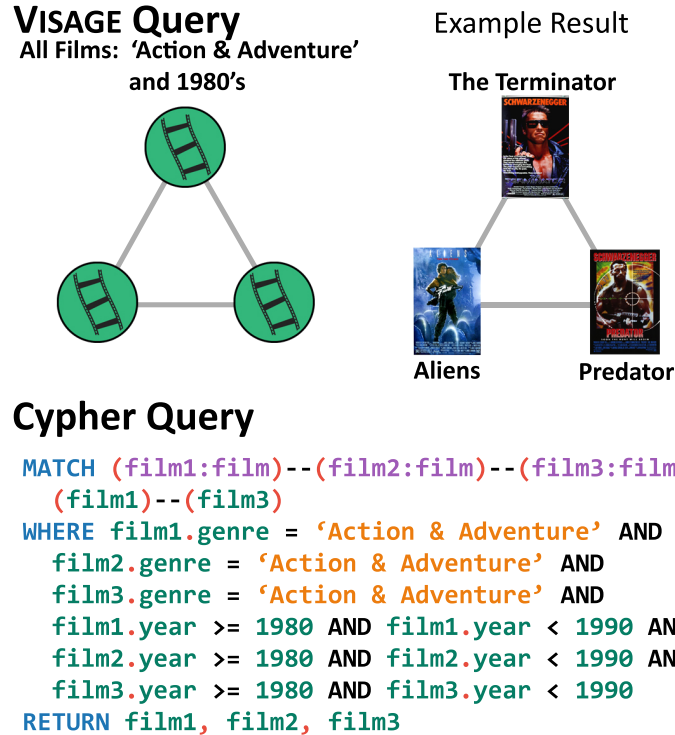 VISAGE Query
All Films: ‘Action & Adventure’
and 1980’s
Example Result
The Terminator
SCHWARZENEGGER
ALIENS
SCHWARZENEGGER
PREDATOR
Aliens
Predator
Cypher Query
MATCH (film1:film)--(film2:film)--(film3:film
(film1)--(film3)
WHERE film1.genre = ‘Action & Adventure’ AND
film2.genre = ‘Action & Adventure’ AND
film3.genre = ‘Action & Adventure’ AND
film1.year >= 1980 AND film1.year < 1990 AN
film2.year >= 1980 AND film2.year < 1990 AN
film3.year >= 1980 AND film3.year < 1990
RETURN film1, film2, film3